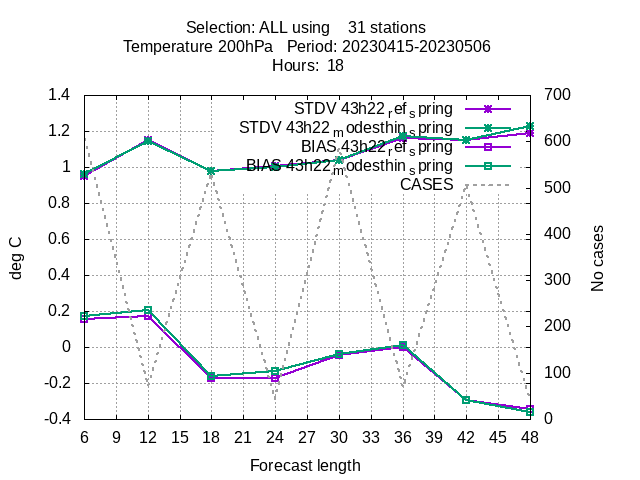 Selection: ALL using 31 stations
Temperature 200hPa Period: 20230415-20230506
Hours: 18
STDV 43h22_ref_spring
STDV 43h22_modesthin_spring
BIAS 43h22_ref_spring
BIAS 43h22_modesthin_spring
CASES
1.4
1.2
1
0.8
0.6
0.4
0.2
0
-0.2
-0.4
deg C
700
600
500
400
300
200
100
0
No cases
6 9 12 15 18 21 24 27 30 33 36 39 42 45 48
Forecast length